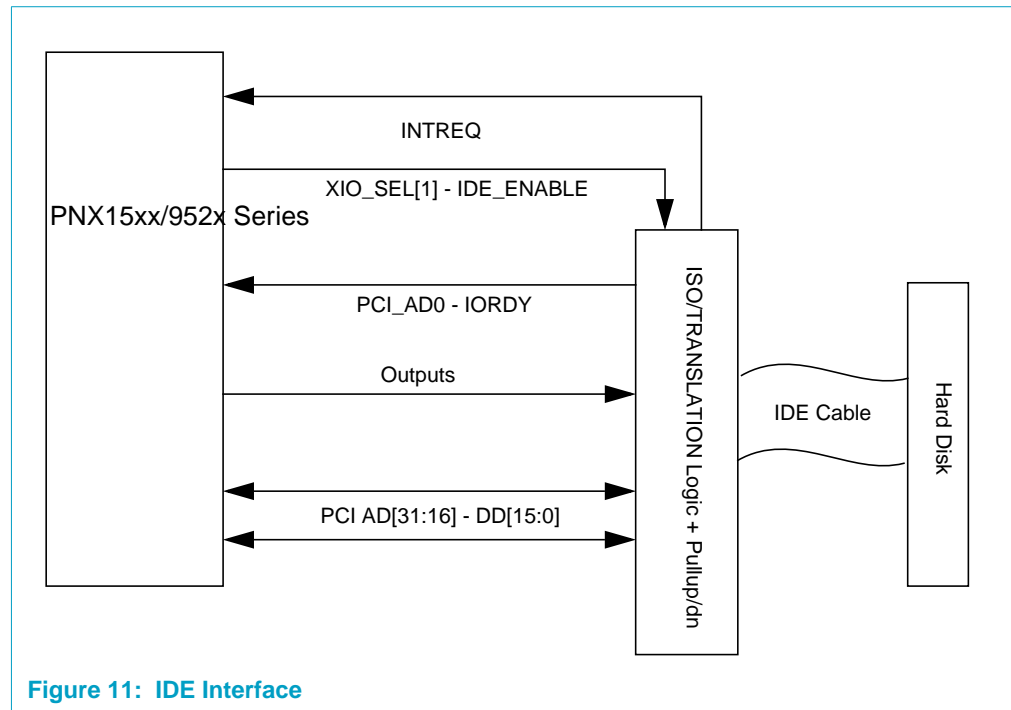 INTREQ
XIO_SEL[1] - IDE_ENABLE
PNX15xx/952x Series
PCI_AD0 - IORDY
Outputs
PCI AD[31:16] - DD[15:0]
ISO/TRANSLATION Logic + Pullup/dn
IDE Cable
Hard Disk
Figure 11: IDE Interface